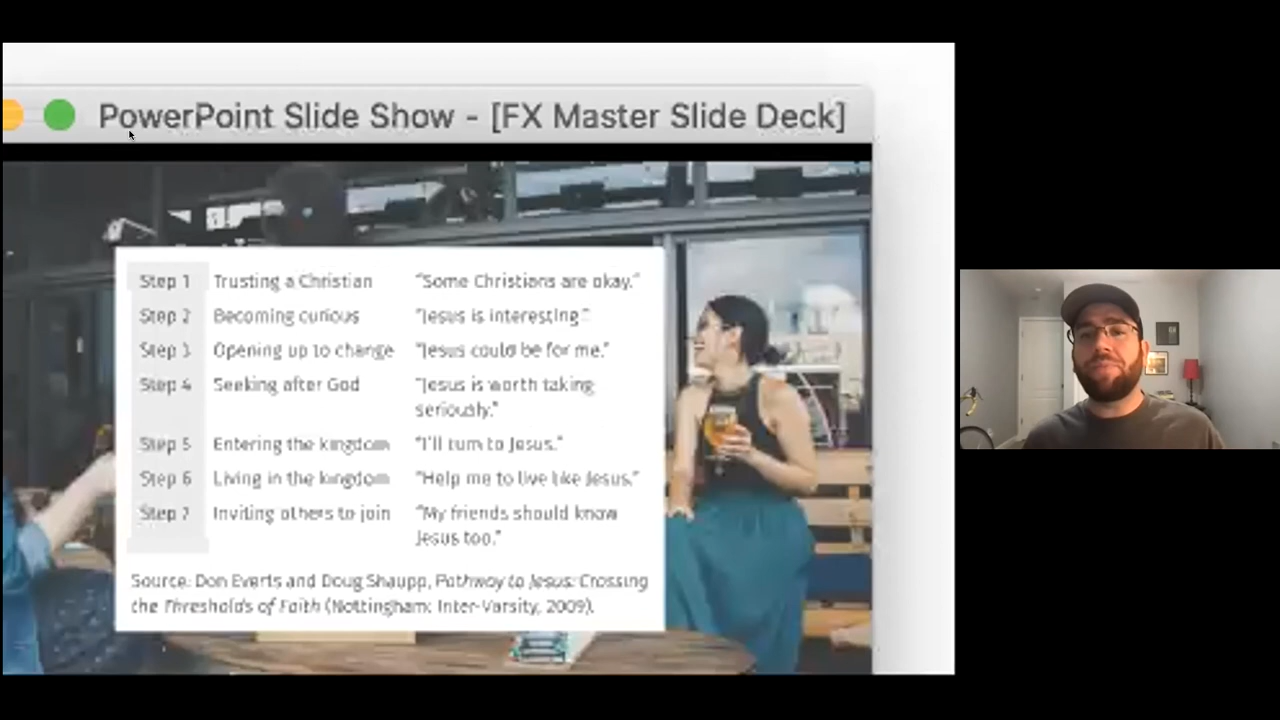 PowerPoint Slide Show - [FX Master Slide Deck]
Step 1 Trusting a Christian “Some Christians are okay.”
Step 2 Becoming curious “Jesus is interesting.”
Step 3 Opening up to change “Jesus could be for me.”
Step 4 Seeking after God “Jesus is worth taking
seriously.”
Step 5 Entering the kingdom “I’ll turn to Jesus.”
Step 6 Living in the kingdom “Help me to live like Jesus.”
Step 7 Inviting others to join “My friends should know
Jesus too.”
Source: Don Everts and Doug Shaupp, Pathway to Jesus: Crossing
the Thresholds of Faith (Nottingham: Inter-Varsity, 2009).